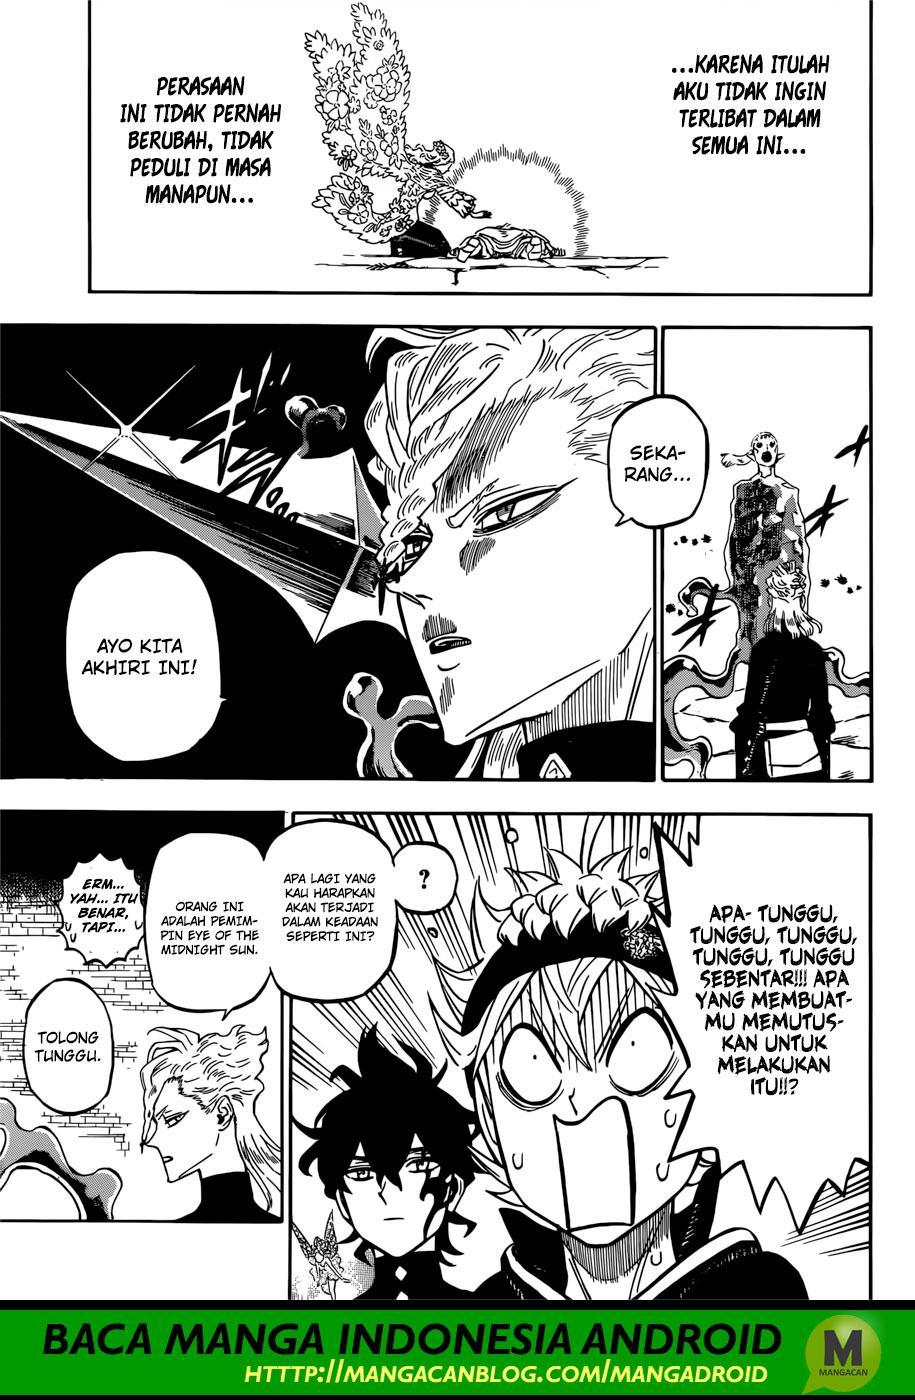 ...KARENA ITULAH
AKU TIDAK INGIN
TERLIBAT DALAM
SEMUA INI...
PERASAAN
INI TIDAK PERNAH
BERUBAH, TIDAK
PEDULI DI MASA
MANAPUN...
SEKA-
RANG...
AYO KITA
AKHIRI INI!
APA- TUNGGU,
TUNGGU, TUNGGU,
TUNGGU, TUNGGU
SEBENTAR!!! APA
YANG MEMBUAT-
MU MEMUTUS-
KAN UNTUK
MELAKUKAN
ITU!!?
?
APA LAGI YANG
KAU HARAPKAN
AKAN TERJADI
DALAM KEADAAN
SEPERTI INI?
ORANG INI
ADALAH PEMIM-
PIN EYE OF THE
MIDNIGHT SUN.
ERM...
YAH... ITU
BENAR,
TAPI...
TOLONG
TUNGGU.
BACA MANGA INDONESIA ANDROID
HTTTP://MANGACANBLOG.COM/MANGADROID
M
MANGACAN